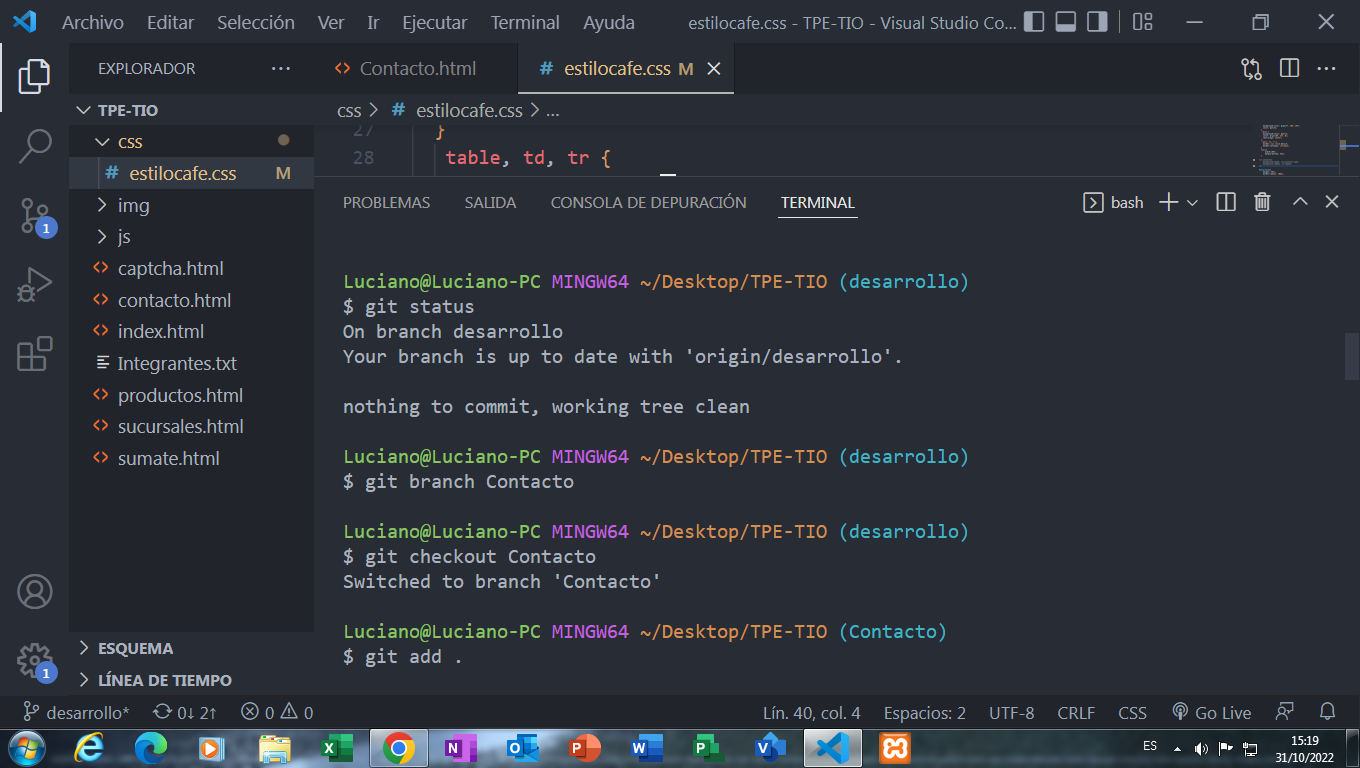 Archivo Editar Selección Ver Ir Ejecutar Terminal Ayuda estilocafe.css - TPE-TIO - Visual Studio Co...
EXPLORADOR ...
Contacto.html
# estilocafe.css M
TPE-TIO
css
# estilocafe.css M
img
js
captcha.html
contacto.html
index.html
Integrantes.txt
productos.html
sucursales.html
sumate.html
ESQUEMA
LÍNEA DE TIEMPO
1
1
css > # estilocafe.css > ...
27 }
28 table, td, tr {
PROBLEMAS SALIDA CONSOLA DE DEPURACIÓN TERMINAL bash
Luciano@Luciano-PC MINGW64 ~/Desktop/TPE-TIO (desarrollo)
$ git status
On branch desarrollo
Your branch is up to date with 'origin/desarrollo'.
nothing to commit, working tree clean
Luciano@Luciano-PC MINGW64 ~/Desktop/TPE-TIO (desarrollo)
$ git branch Contacto
Luciano@Luciano-PC MINGW64 ~/Desktop/TPE-TIO (desarrollo)
$ git checkout Contacto
Switched to branch 'Contacto'
Luciano@Luciano-PC MINGW64 ~/Desktop/TPE-TIO (Contacto)
$ git add .
desarrollo* 0↓ 2↑ 0 0 Lín. 40, col. 4 Espacios: 2 UTF-8 CRLF CSS Go Live
ES 15:19
31/10/2022